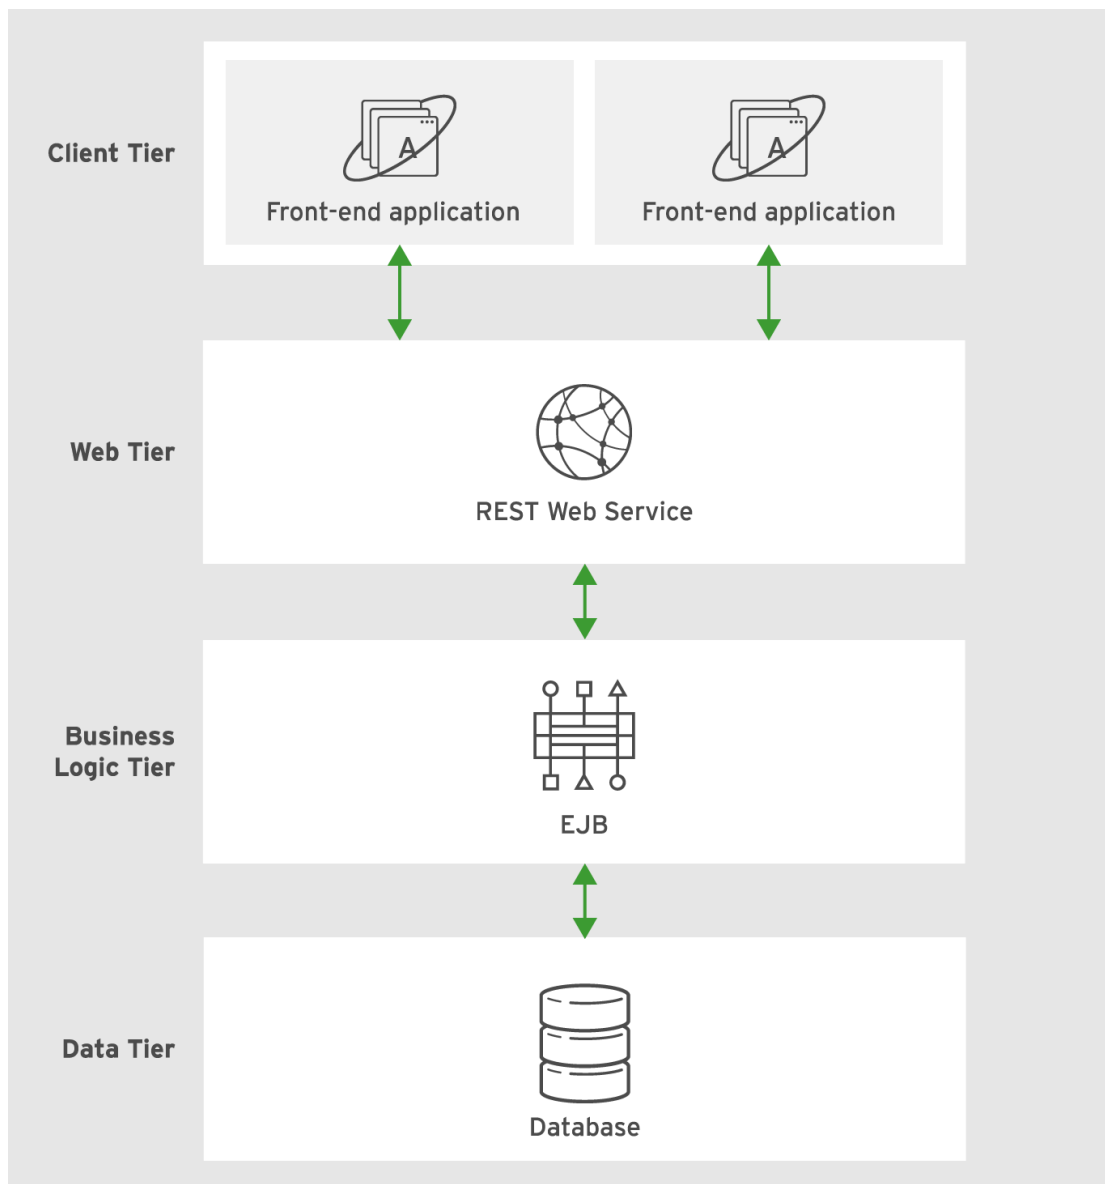 Client Tier
A
A
Front-end application
Front-end application
Web Tier
REST Web Service
Business
Logic Tier
EJB
Data Tier
Database